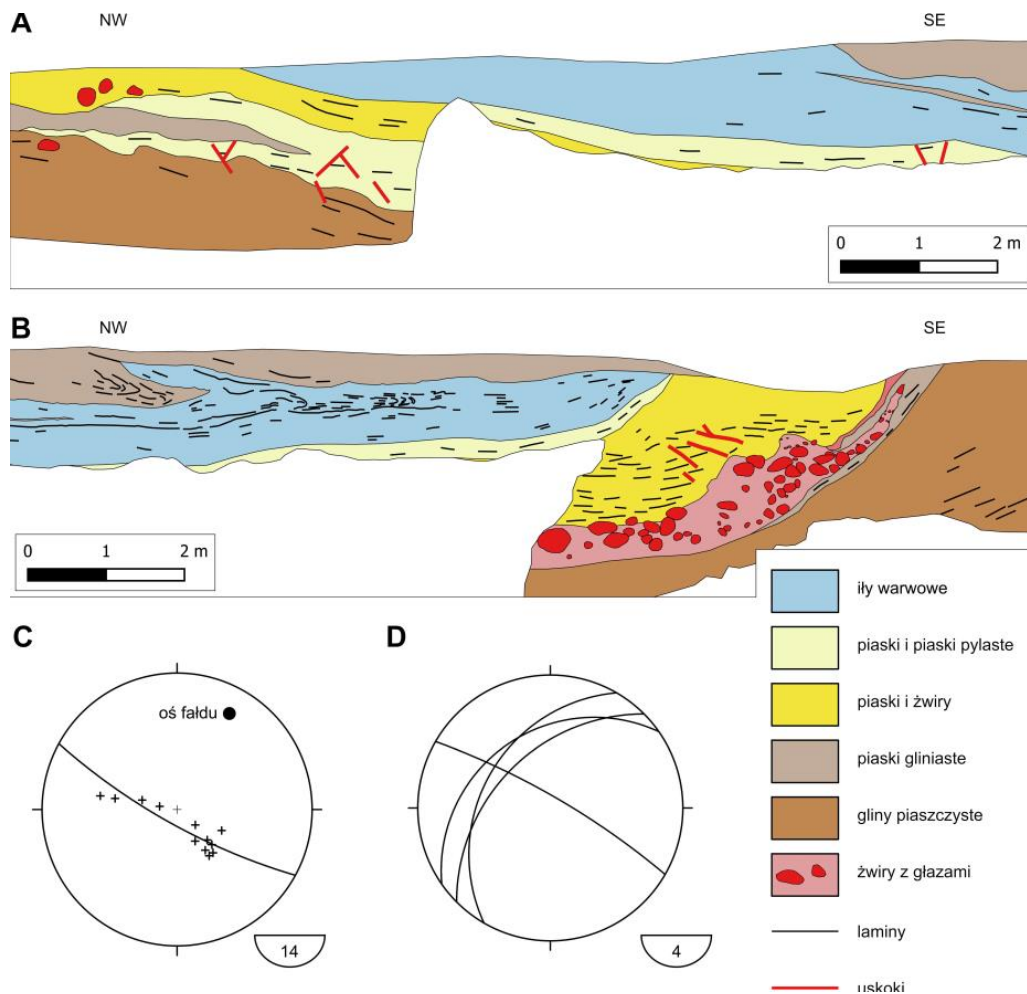 A
NW
SE
0 1 2 m
B
NW
SE
0 1 2 m
iły warwowe
piaski i piaski pylaste
piaski i żwiry
piaski gliniaste
gliny piaszczyste
żwiry z głazami
laminy
uskoki
C
oś fałdu
14
D
4